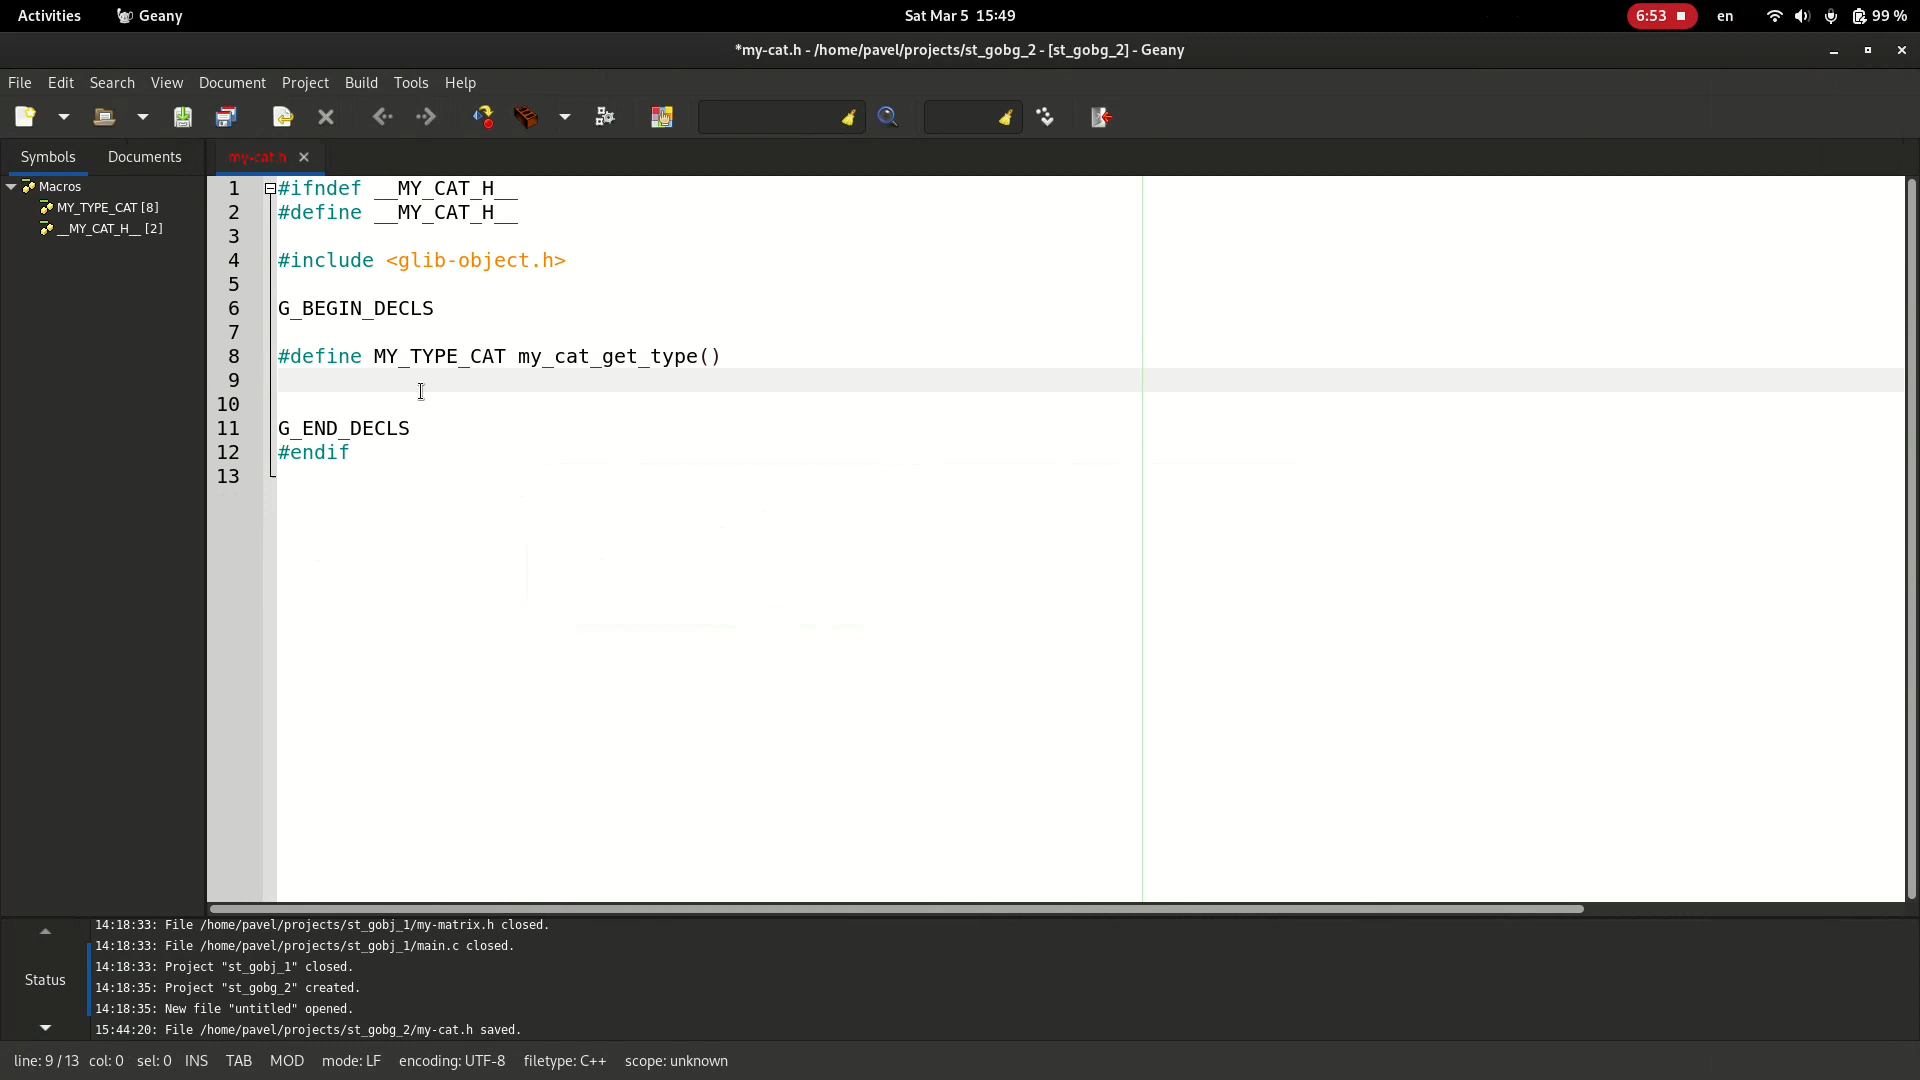 Activities Geany Sat Mar 5 15:49 6:53 en 99 %
*my-cat.h - /home/pavel/projects/st_gobg_2 - [st_gobg_2] - Geany
File Edit Search View Document Project Build Tools Help
Symbols Documents my-cat.h
Macros
MY_TYPE_CAT [8]
__MY_CAT_H__ [2]
1 #ifndef __MY_CAT_H__
2 #define __MY_CAT_H__
3
4 #include <glib-object.h>
5
6 G_BEGIN_DECLS
7
8 #define MY_TYPE_CAT my_cat_get_type()
9
10
11 G_END_DECLS
12 #endif
13
Status
14:18:33: File /home/pavel/projects/st_gobj_1/my-matrix.h closed.
14:18:33: File /home/pavel/projects/st_gobj_1/main.c closed.
14:18:33: Project "st_gobj_1" closed.
14:18:35: Project "st_gobg_2" created.
14:18:35: New file "untitled" opened.
15:44:20: File /home/pavel/projects/st_gobg_2/my-cat.h saved.
line: 9 / 13 col: 0 sel: 0 INS TAB MOD mode: LF encoding: UTF-8 filetype: C++ scope: unknown